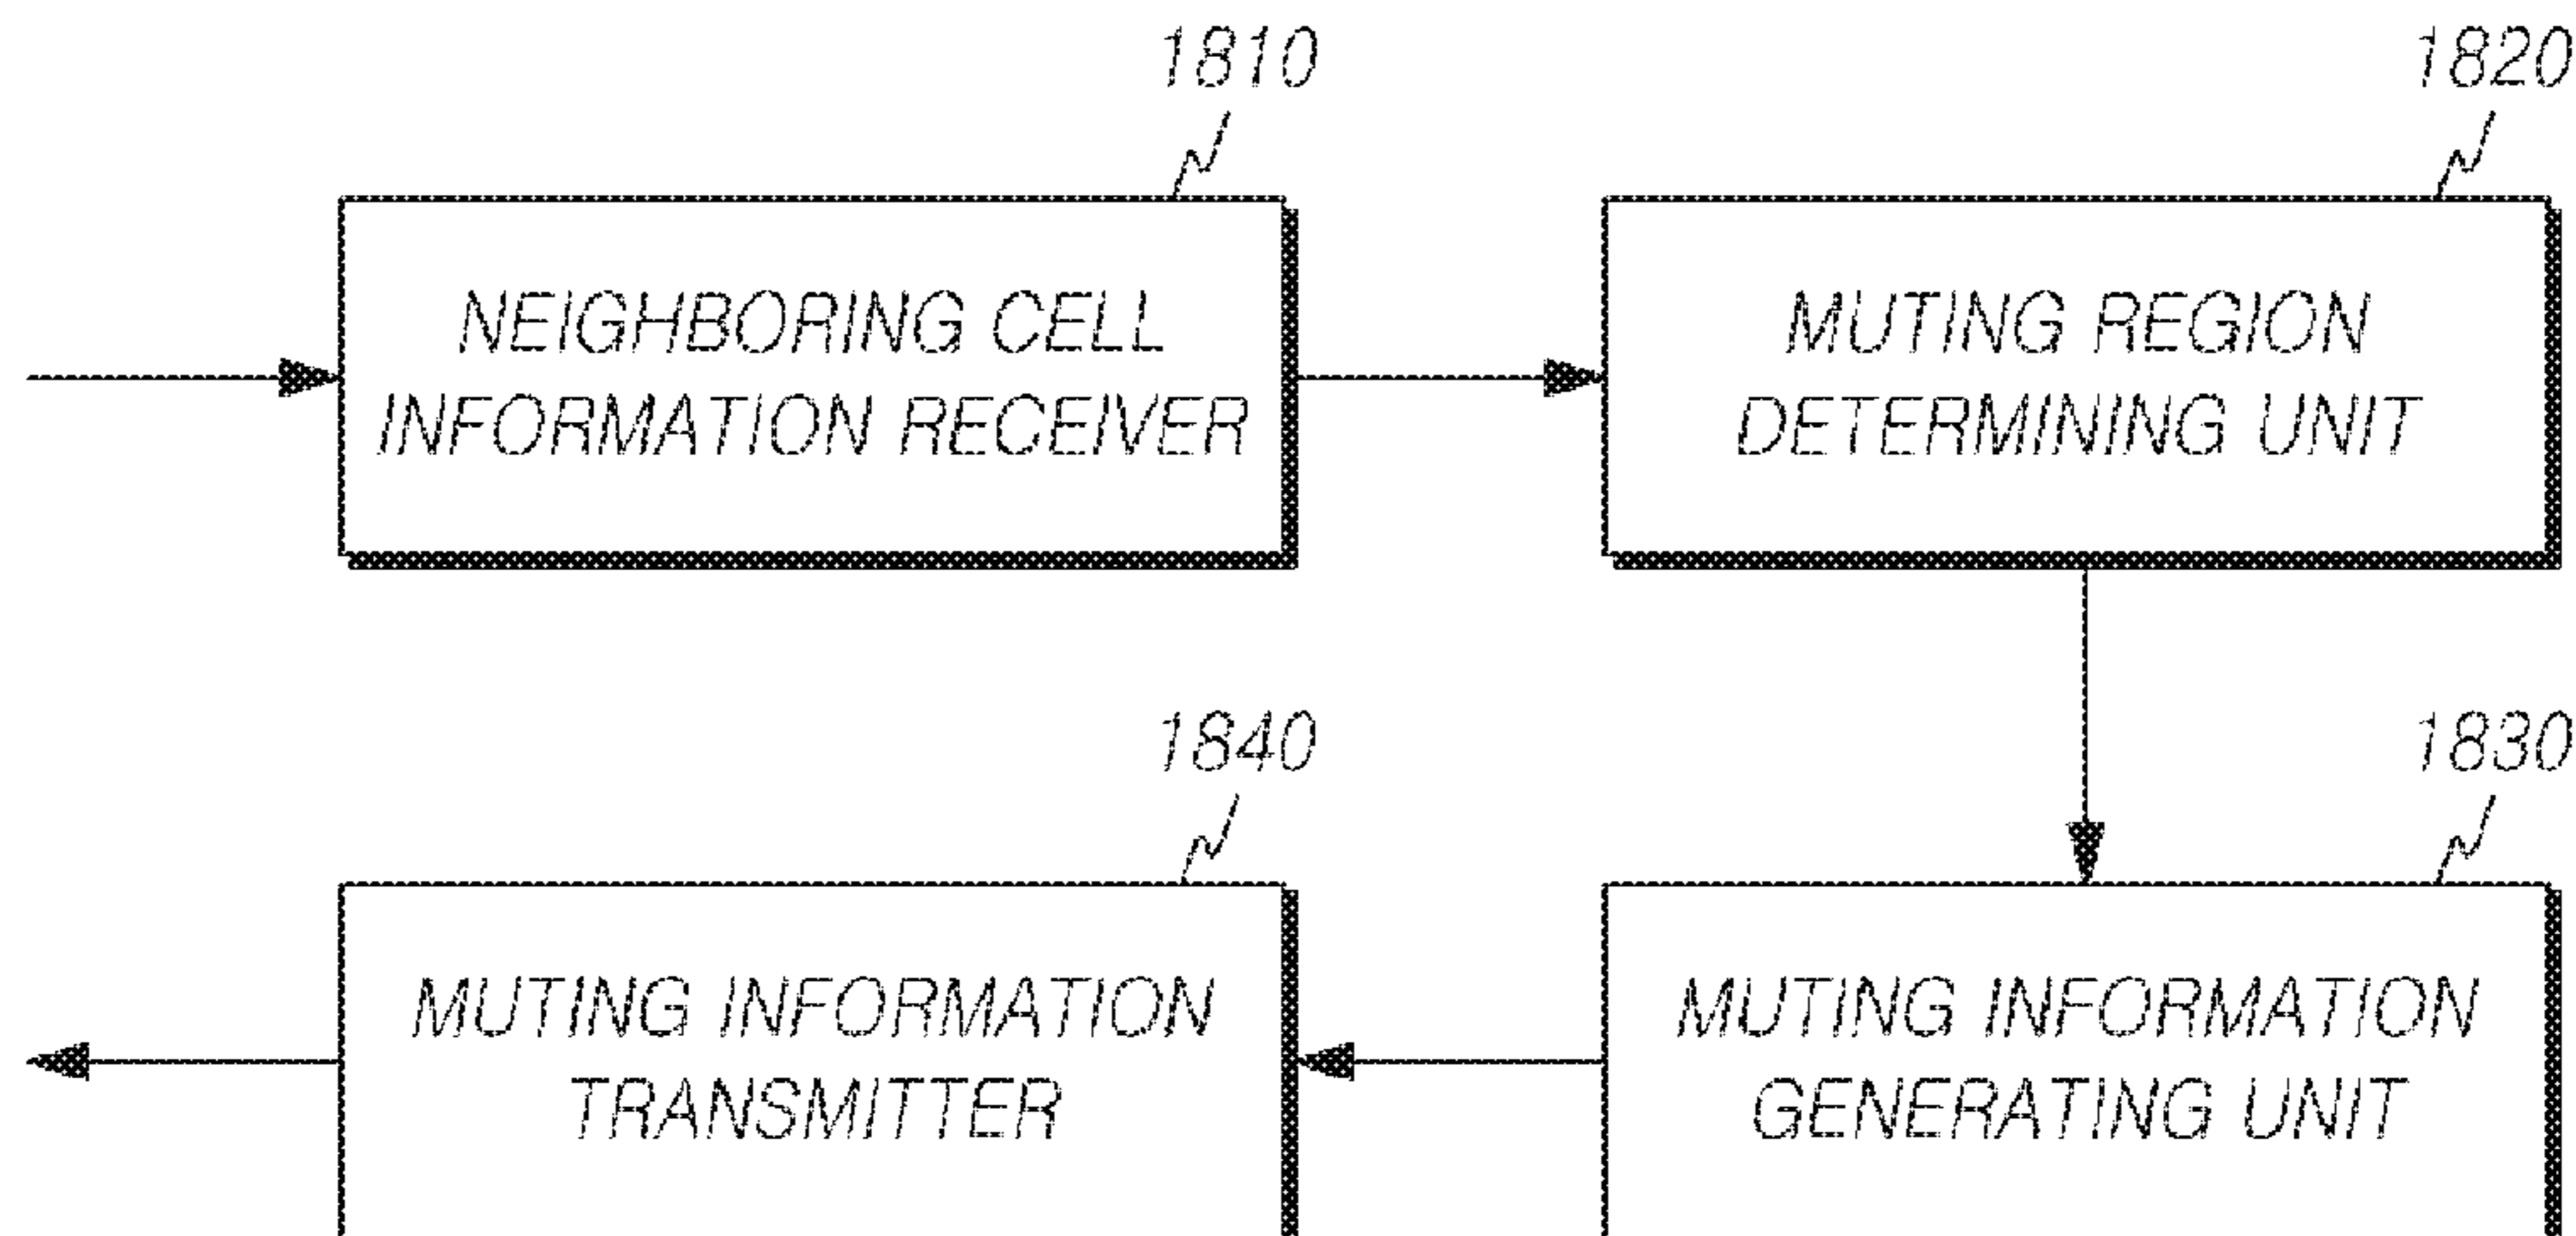 1810
NEIGHBORING CELL
INFORMATION RECEIVER
1820
MUTING REGION
DETERMINING UNIT
1840
MUTING INFORMATION
TRANSMITTER
1830
MUTING INFORMATION
GENERATING UNIT